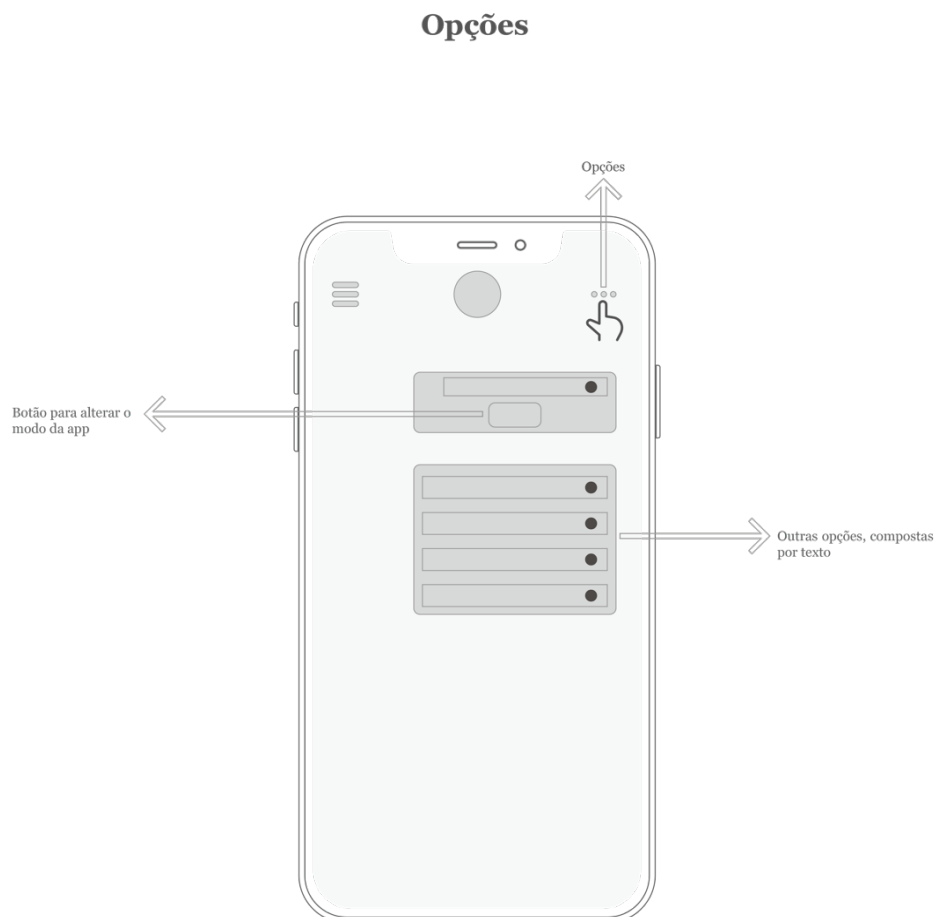 Opções
Opções
Botão para alterar o
modo da app
Outras opções, compostas
por texto